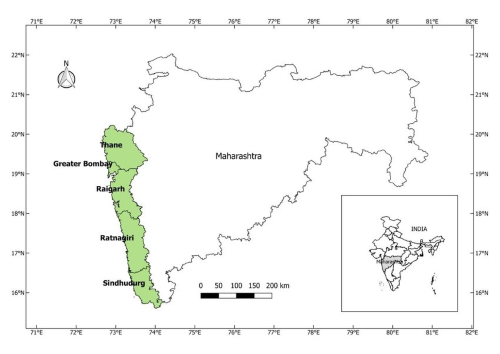 71°E 72°E 73°E 74°E 75°E 76°E 77°E 78°E 79°E 80°E 81°E 82°E
N
22°N 22°N
21°N 21°N
20°N 20°N
Thane
Maharashtra
Greater Bombay
19°N 19°N
Raigarh
18°N 18°N
INDIA
Ratnagiri
17°N 17°N
Maharashtra
Sindhudurg
0 50 100 150 200 km
16°N 16°N
71°E 72°E 73°E 74°E 75°E 76°E 77°E 78°E 79°E 80°E 81°E 82°E